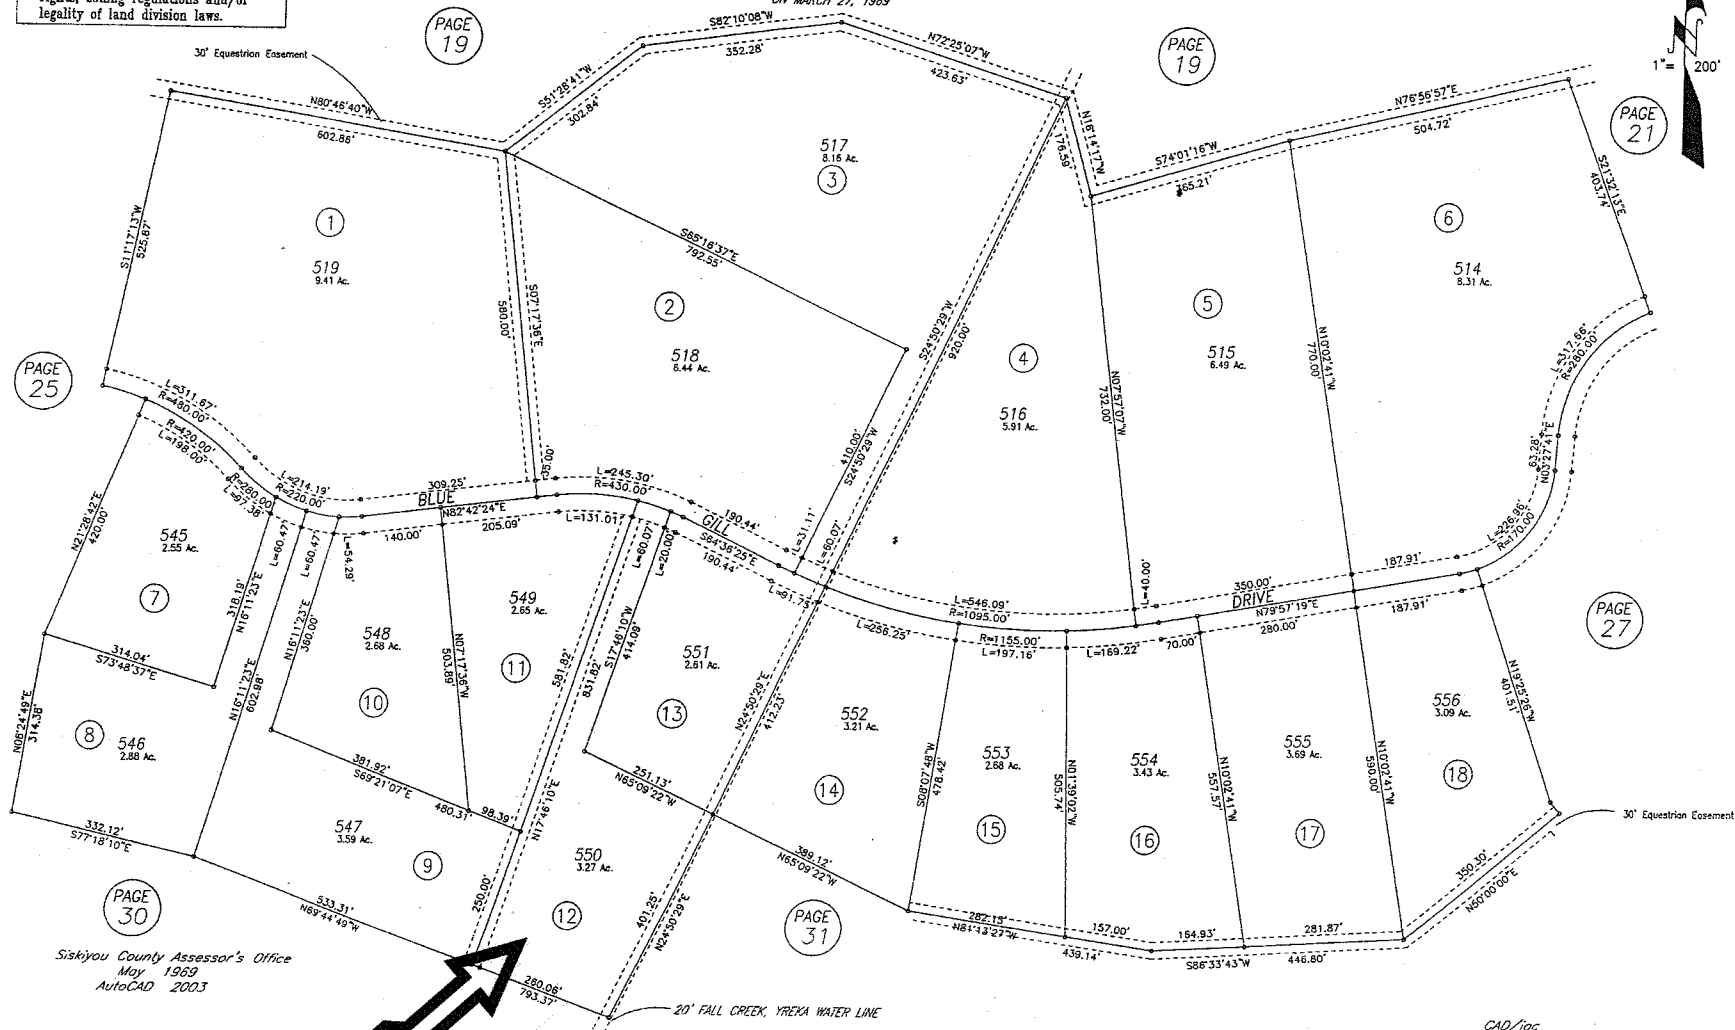 legality of land division laws.
ON MARCH 27, 1969
PAGE
19
PAGE
19
1"= 200'
PAGE
21
30' Equestrian Easement
N80°46'40"W
602.86'
S51°28'41"W
302.84'
S82°10'08"W
352.28'
N72°25'07"W
423.63'
N16°14'17"W
176.59'
S74°01'16"W
N76°56'57"E
504.72'
S21°32'13"E
403.74'
S11°17'13"W
525.87'
1
519
9.41 Ac.
S07°17'36"E
580.00'
35.00'
517
8.16 Ac.
3
S65°16'37"E
792.55'
2
518
6.44 Ac.
410.00'
S24°50'29"W
S24°50'29"W
920.00'
4
516
5.91 Ac.
N07°57'07"W
732.00'
5
515
6.49 Ac.
N10°02'41"W
770.00'
6
514
8.31 Ac.
L=317.66'
R=280.00'
63.28'
N03°27'41"E
L=226.96'
R=170.00'
PAGE
25
L=311.67'
R=480.00'
R=420.00'
L=198.00'
L=214.19'
R=220.00'
R=280.00'
L=97.38'
309.25'
BLUE
N82°42'24"E
L=245.30'
R=430.00'
190.44'
GILL
S64°36'25"E
190.44'
L=31.11'
L=60.07'
L=546.09'
R=1095.00'
L=40.00'
350.00'
DRIVE
N79°57'19"E
187.91'
187.91'
L=60.47'
L=60.47'
L=54.29'
140.00'
205.09'
L=131.01'
L=60.07'
L=20.00'
L=91.75'
L=256.25'
R=1155.00'
L=197.16'
L=169.22'
70.00'
280.00'
PAGE
27
N21°28'42"E
420.00'
545
2.55 Ac.
7
318.19'
N16°11'23"E
314.04'
S73°48'37"E
N16°11'23"E
602.98'
N16°11'23"E
360.00'
548
2.68 Ac.
10
N07°17'36"W
503.89'
549
2.65 Ac.
11
581.82'
831.82'
N17°46'10"E
S17°46'10"W
414.09'
551
2.61 Ac.
13
N24°50'29"E
412.23'
552
3.21 Ac.
14
S08°07'48"W
478.42'
553
2.68 Ac.
15
N01°39'02"W
505.74'
554
3.43 Ac.
16
N10°02'41"W
557.57'
555
3.69 Ac.
17
N10°02'41"W
590.00'
556
3.09 Ac.
18
N19°25'26"W
401.51'
30' Equestrian Easement
350.30'
N50°00'00"E
314.38'
8
546
2.88 Ac.
332.12'
S77°18'10"E
381.92'
S69°21'07"E
480.31'
98.39'
547
3.59 Ac.
9
250.00'
251.13'
N65°09'22"W
550
3.27 Ac.
12
389.12'
N65°09'22"W
401.25'
N24°50'29"E
282.15'
157.00'
439.14'
164.93'
281.87'
S86°33'43"W
446.80'
533.31'
N69°44'49"W
260.06'
793.37'
PAGE
30
PAGE
31
20' FALL CREEK, YREKA WATER LINE
Siskiyou County Assessor's Office
May 1969
AutoCAD 2003